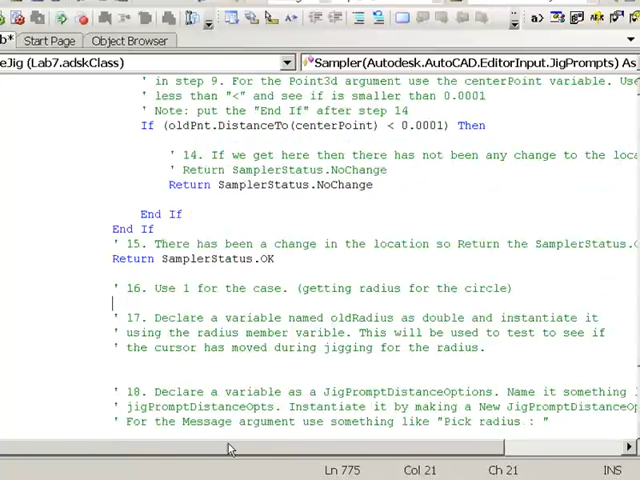 b* Start Page Object Browser
eJig (Lab7.adskClass) Sampler(Autodesk.AutoCAD.EditorInput.JigPrompts) As
' in step 9. For the Point3d argument use the centerPoint variable. Use
' less than "<" and see if is smaller than 0.0001
' Note: put the "End If" after step 14
If (oldPnt.DistanceTo(centerPoint) < 0.0001) Then
' 14. If we get here then there has not been any change to the loca
' Return SamplerStatus.NoChange
Return SamplerStatus.NoChange
End If
End If
' 15. There has been a change in the location so Return the SamplerStatus.O
Return SamplerStatus.OK
' 16. Use 1 for the case. (getting radius for the circle)
' 17. Declare a variable named oldRadius as double and instantiate it
' using the radius member varible. This will be used to test to see if
' the cursor has moved during jigging for the radius.
' 18. Declare a variable as a JigPromptDistanceOptions. Name it something l
' jigPromptDistanceOpts. Instantiate it by making a New JigPromptDistanceOp
' For the Message argument use something like "Pick radius : "
Ln 775 Col 21 Ch 21 INS